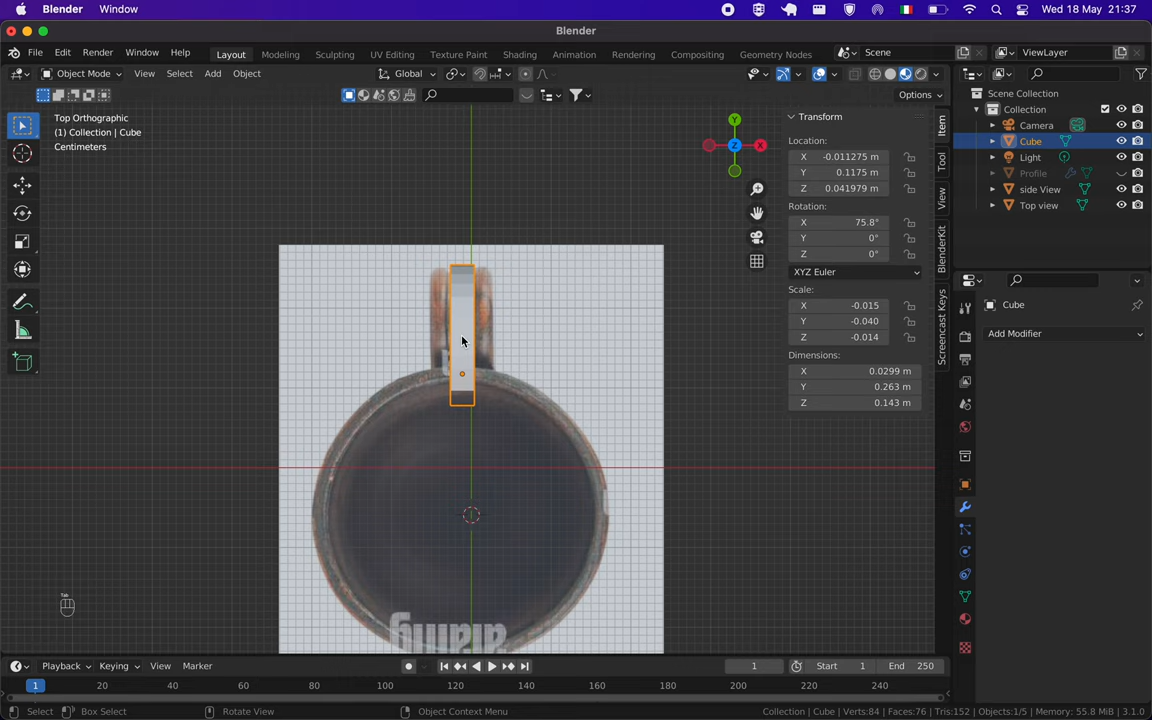 Blender Window Wed 18 May 21:37
Blender
File Edit Render Window Help Layout Modeling Sculpting UV Editing Texture Paint Shading Animation Rendering Compositing Geometry Nodes Scene ViewLayer
Object Mode View Select Add Object Global
Options
Top Orthographic
(1) Collection | Cube
Centimeters
Y
X
Z
Transform
Location:
X -0.011275 m
Y 0.1175 m
Z 0.041979 m
Rotation:
X 75.8°
Y 0°
Z 0°
XYZ Euler
Scale:
X -0.015
Y -0.040
Z -0.014
Dimensions:
X 0.0299 m
Y 0.263 m
Z 0.143 m
Item
Tool
View
BlenderKit
Screencast Keys
Scene Collection
Collection
Camera
Cube
Light
Profile
side View
Top view
Cube
Add Modifier
Tab
Playback Keying View Marker 1 Start 1 End 250
1 20 40 60 80 100 120 140 160 180 200 220 240
Select Box Select Rotate View Object Context Menu Collection | Cube | Verts:84 | Faces:76 | Tris:152 | Objects:1/5 | Memory: 55.8 MiB | 3.1.0